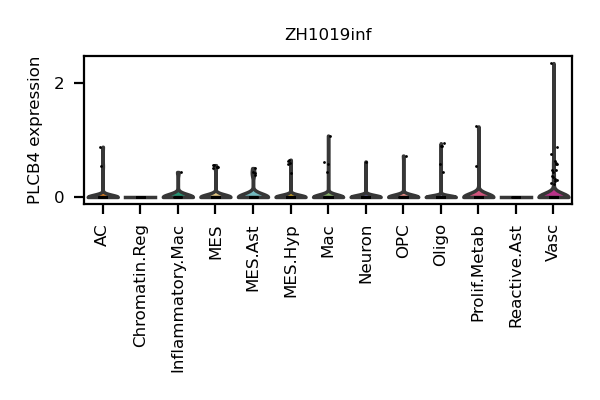 ZH1019inf
PLCB4 expression
2
0
AC
Chromatin.Reg
Inflammatory.Mac
MES
MES.Ast
MES.Hyp
Mac
Neuron
OPC
Oligo
Prolif.Metab
Reactive.Ast
Vasc